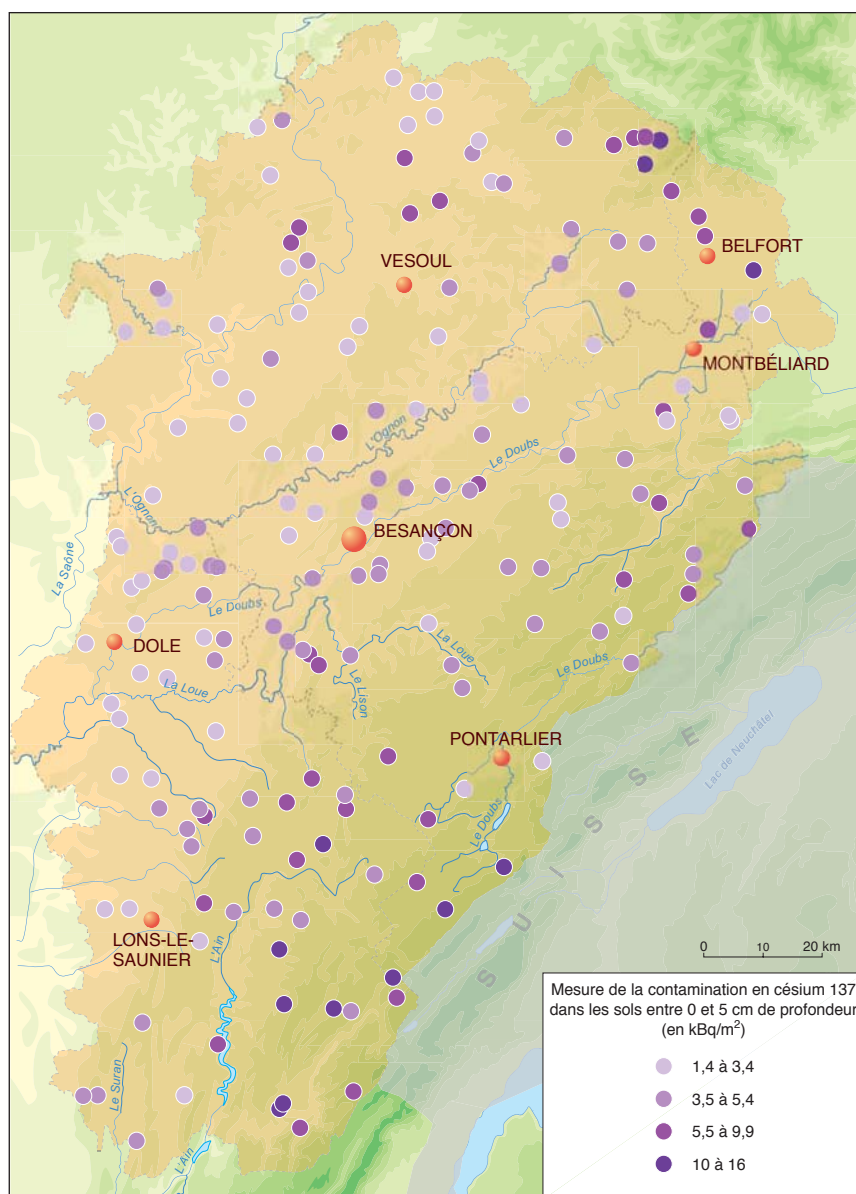 VESOUL
BELFORT
MONTBÉLIARD
L'Ognon
Le Doubs
L'Ognon
BESANÇON
La Saône
Le Doubs
DOLE
La Loue
Le Doubs
La Loue
Le Lison
PONTARLIER
Lac de Neuchâtel
SUISSE
Le Doubs
LONS-LE-
SAUNIER
L'Ain
0 10 20 km
Le Suran
L'Ain
Mesure de la contamination en césium 137
dans les sols entre 0 et 5 cm de profondeur
(en kBq/m²)
1,4 à 3,4
3,5 à 5,4
5,5 à 9,9
10 à 16